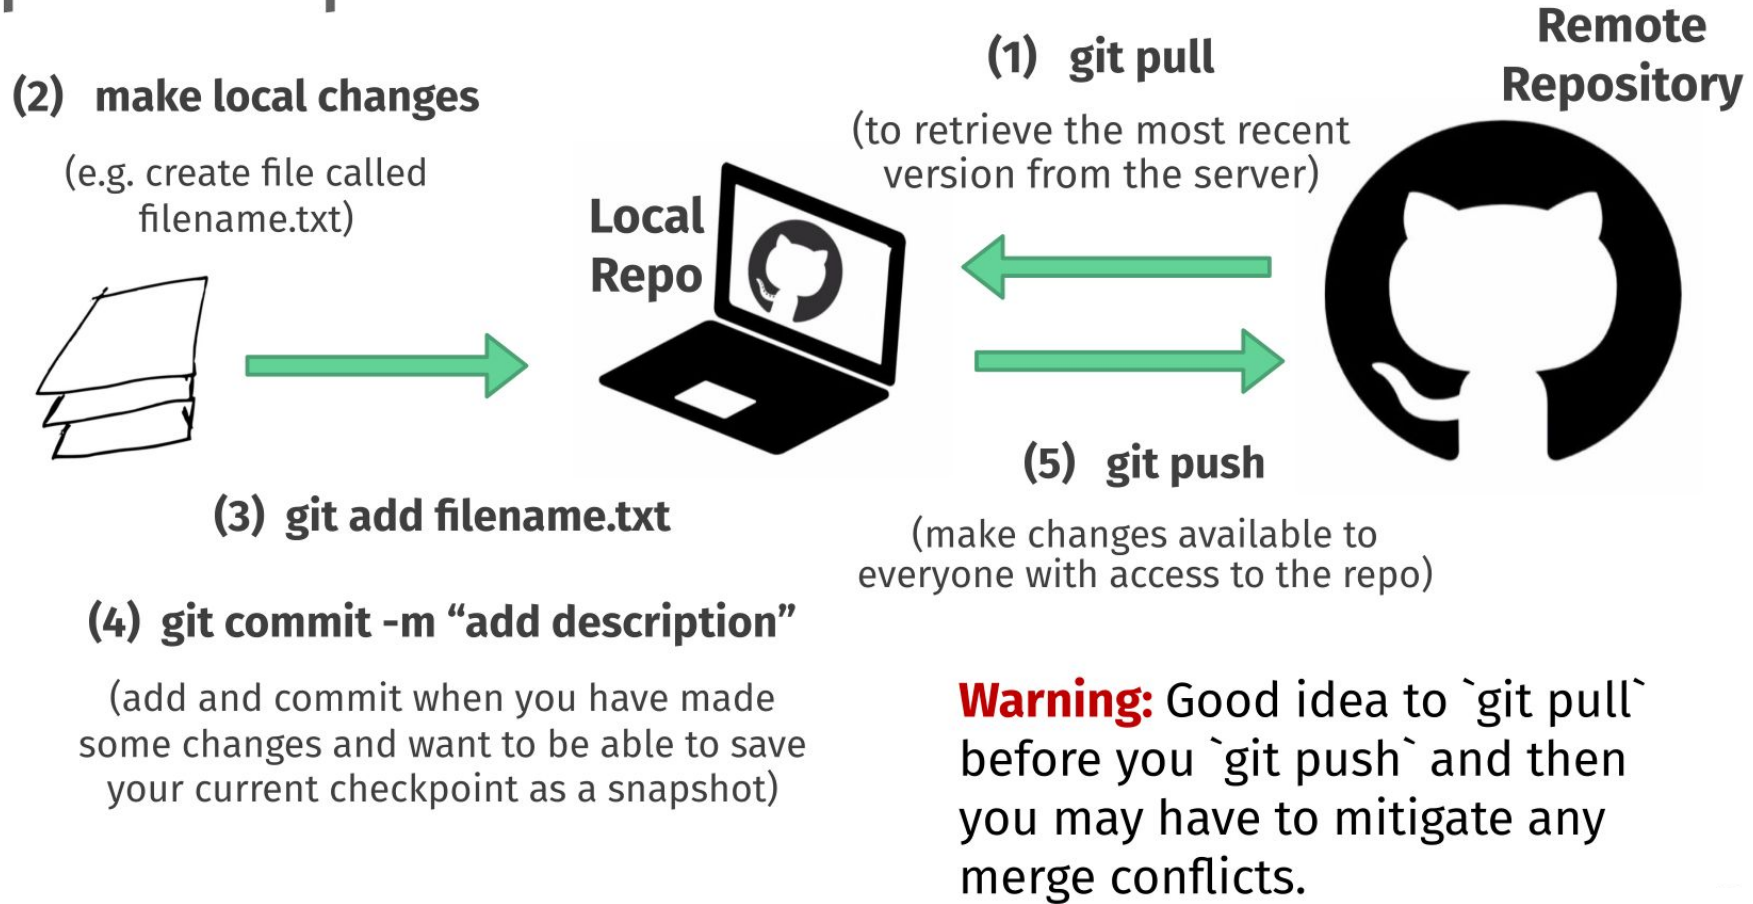 (1) git pull
(to retrieve the most recent
version from the server)
Remote
Repository
(2) make local changes
(e.g. create file called
filename.txt)
Local
Repo
(3) git add filename.txt
(4) git commit -m “add description”
(add and commit when you have made
some changes and want to be able to save
your current checkpoint as a snapshot)
(5) git push
(make changes available to
everyone with access to the repo)
Warning: Good idea to `git pull`
before you `git push` and then
you may have to mitigate any
merge conflicts.